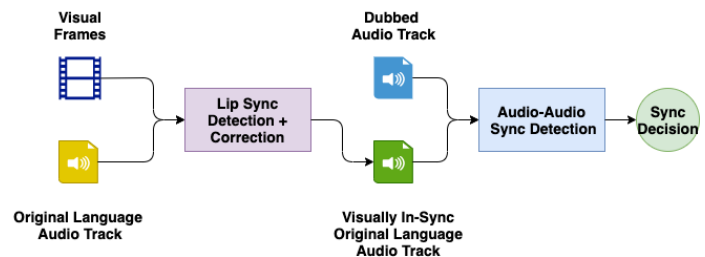 Visual
Frames
Dubbed
Audio Track
Lip Sync
Detection +
Correction
Audio-Audio
Sync Detection
Sync
Decision
Original Language
Audio Track
Visually In-Sync
Original Language
Audio Track